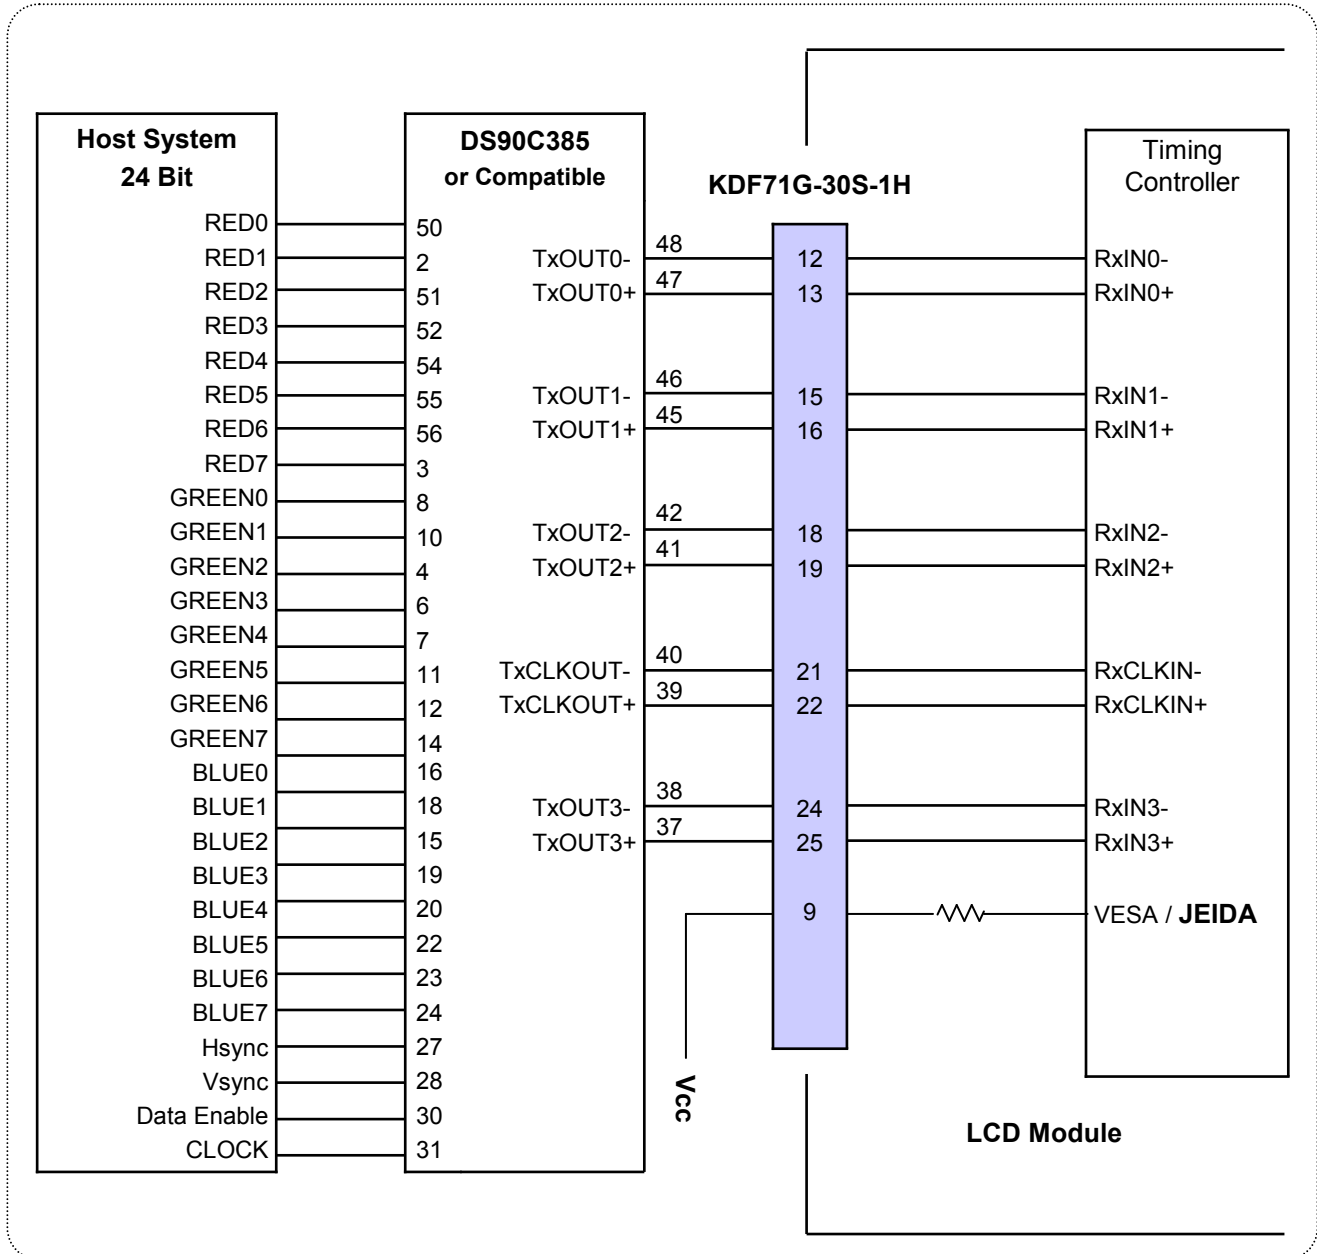 Host System
24 Bit
RED0
RED1
RED2
RED3
RED4
RED5
RED6
RED7
GREEN0
GREEN1
GREEN2
GREEN3
GREEN4
GREEN5
GREEN6
GREEN7
BLUE0
BLUE1
BLUE2
BLUE3
BLUE4
BLUE5
BLUE6
BLUE7
Hsync
Vsync
Data Enable
CLOCK
DS90C385
or Compatible
50
2
51
52
54
55
56
3
8
10
4
6
7
11
12
14
16
18
15
19
20
22
23
24
27
28
30
31
TxOUT0-
TxOUT0+
TxOUT1-
TxOUT1+
TxOUT2-
TxOUT2+
TxCLKOUT-
TxCLKOUT+
TxOUT3-
TxOUT3+
48
47
46
45
42
41
40
39
38
37
Vcc
KDF71G-30S-1H
12
13
15
16
18
19
21
22
24
25
9
Timing
Controller
RxIN0-
RxIN0+
RxIN1-
RxIN1+
RxIN2-
RxIN2+
RxCLKIN-
RxCLKIN+
RxIN3-
RxIN3+
VESA / JEIDA
LCD Module